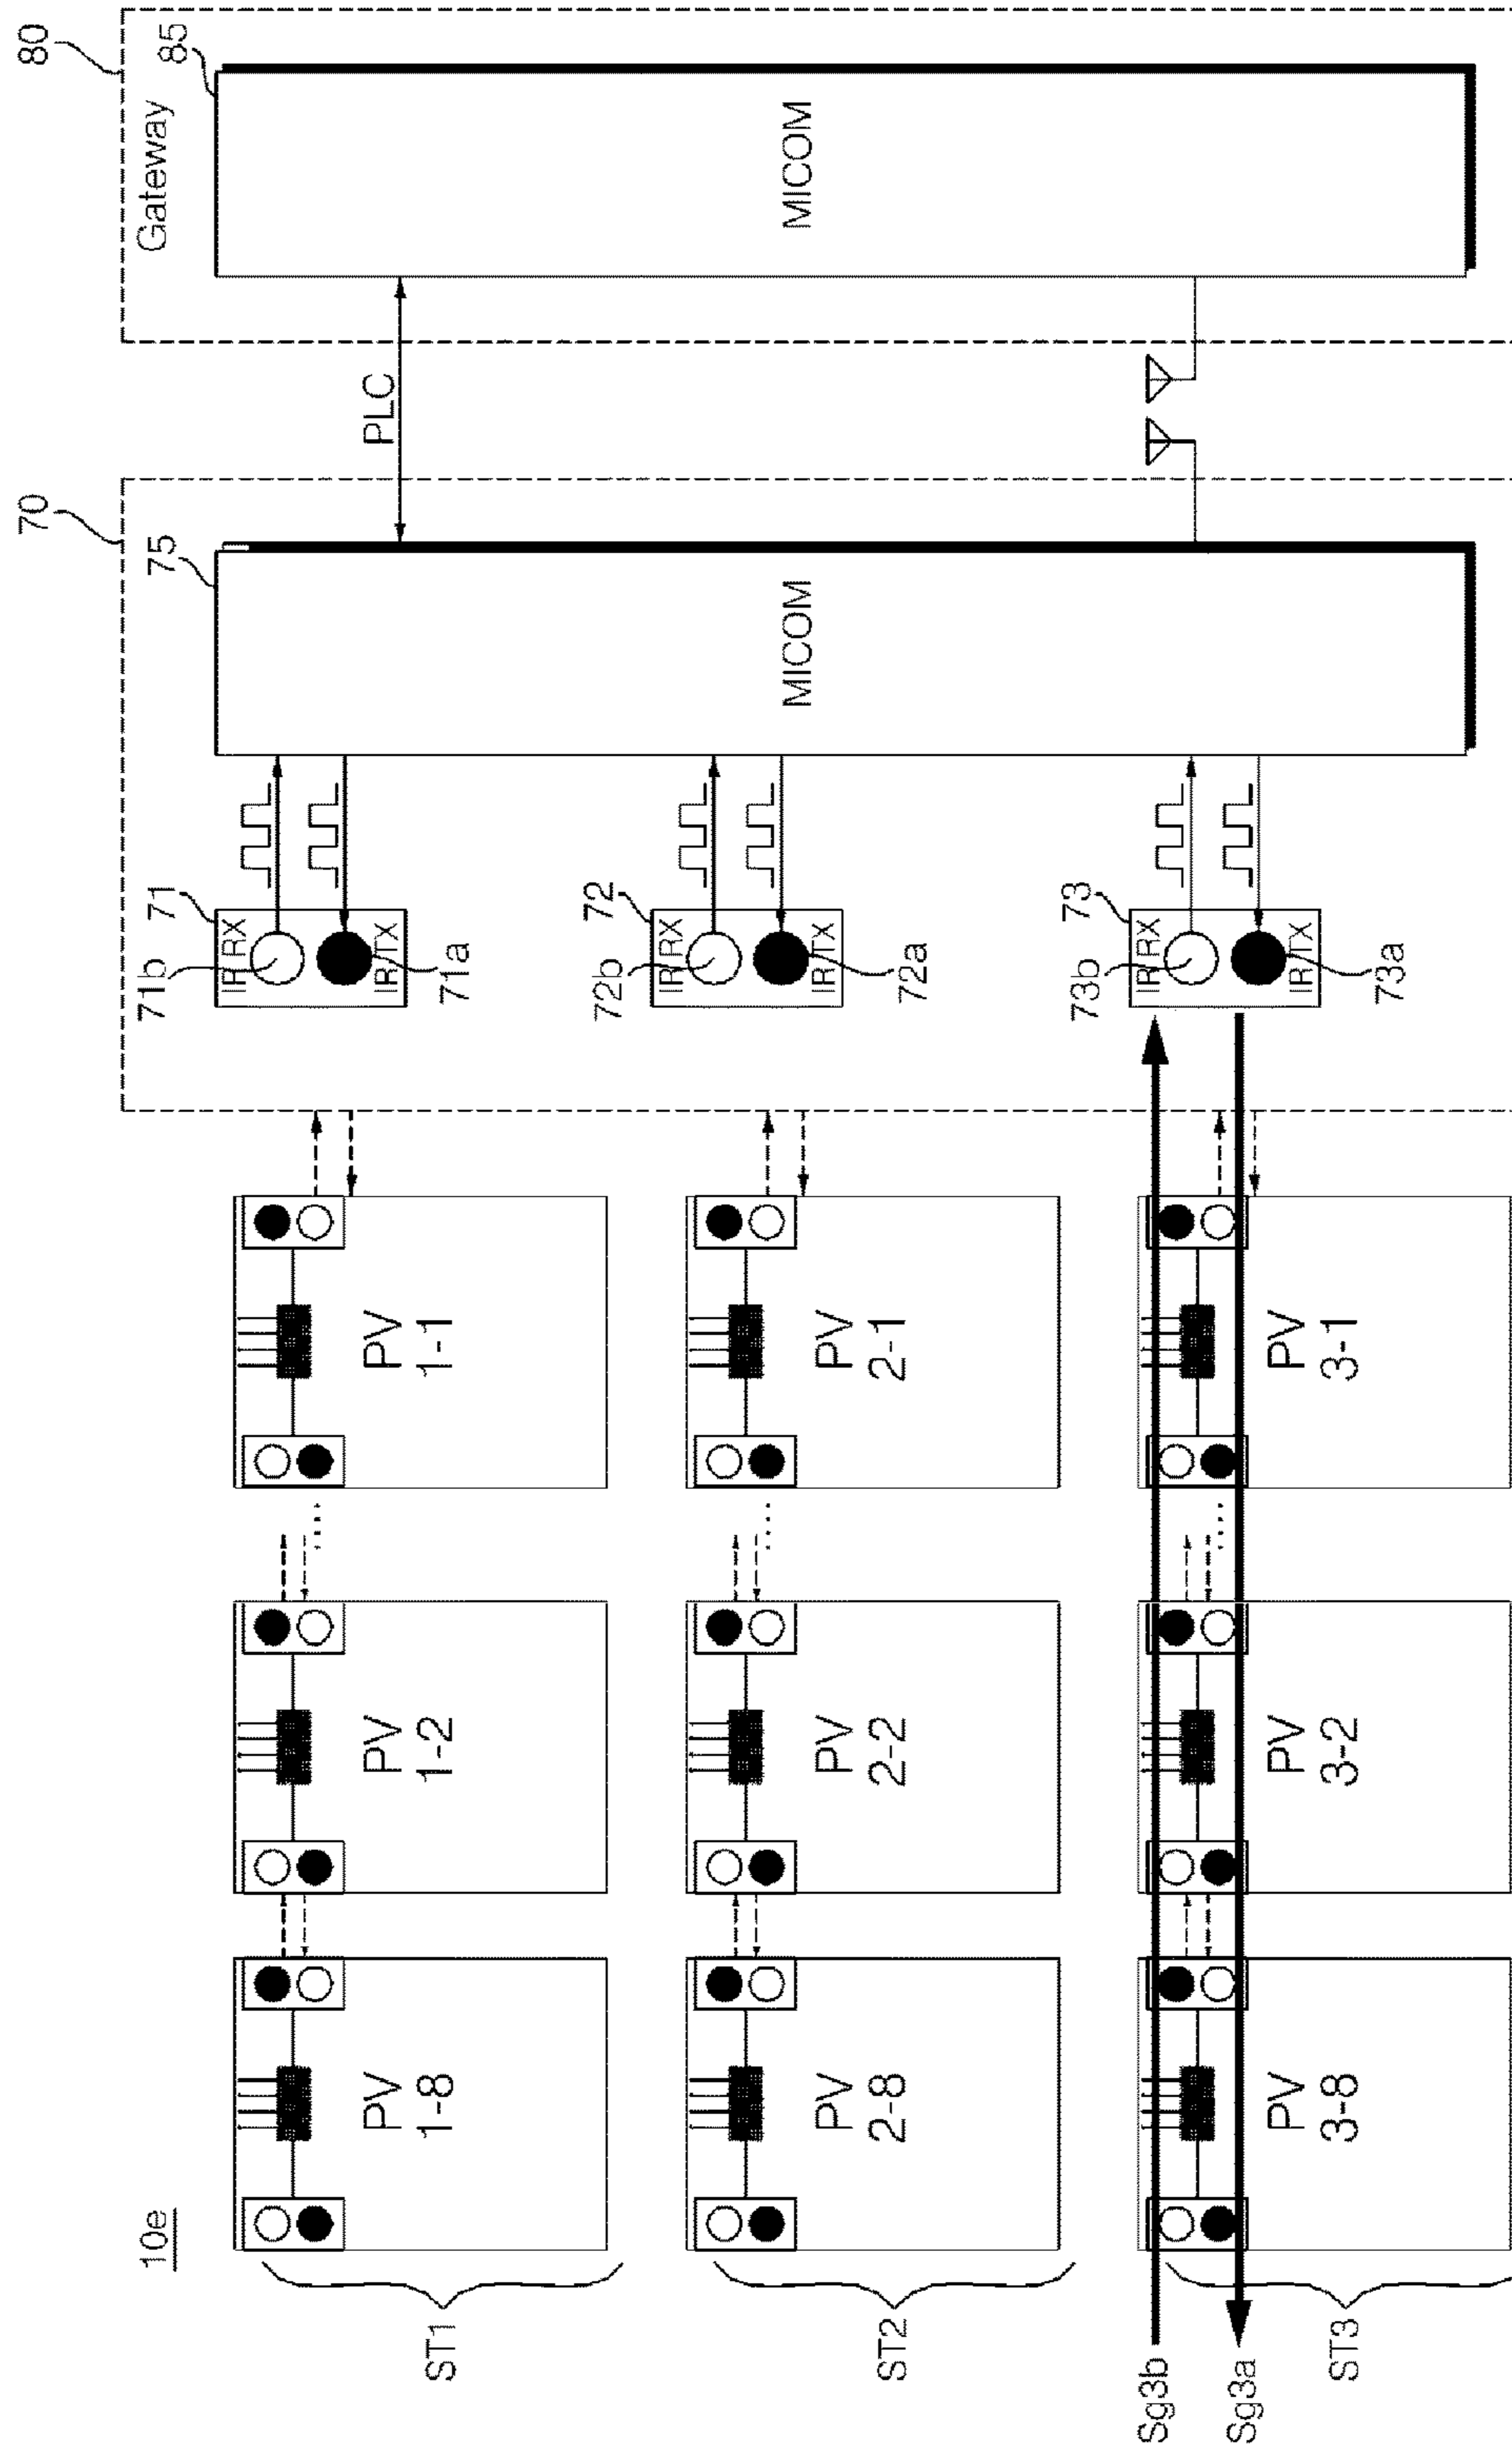 10e
80
Gateway
85
MICOM
PLC
70
75
MICOM
71
71b
IR RX
IR TX
71a
72
72b
IR RX
IR TX
72a
73
73b
IR RX
IR TX
73a
ST1
PV
1-8
PV
1-2
PV
1-1
ST2
PV
2-8
PV
2-2
PV
2-1
Sg3b
Sg3a
ST3
PV
3-8
PV
3-2
PV
3-1